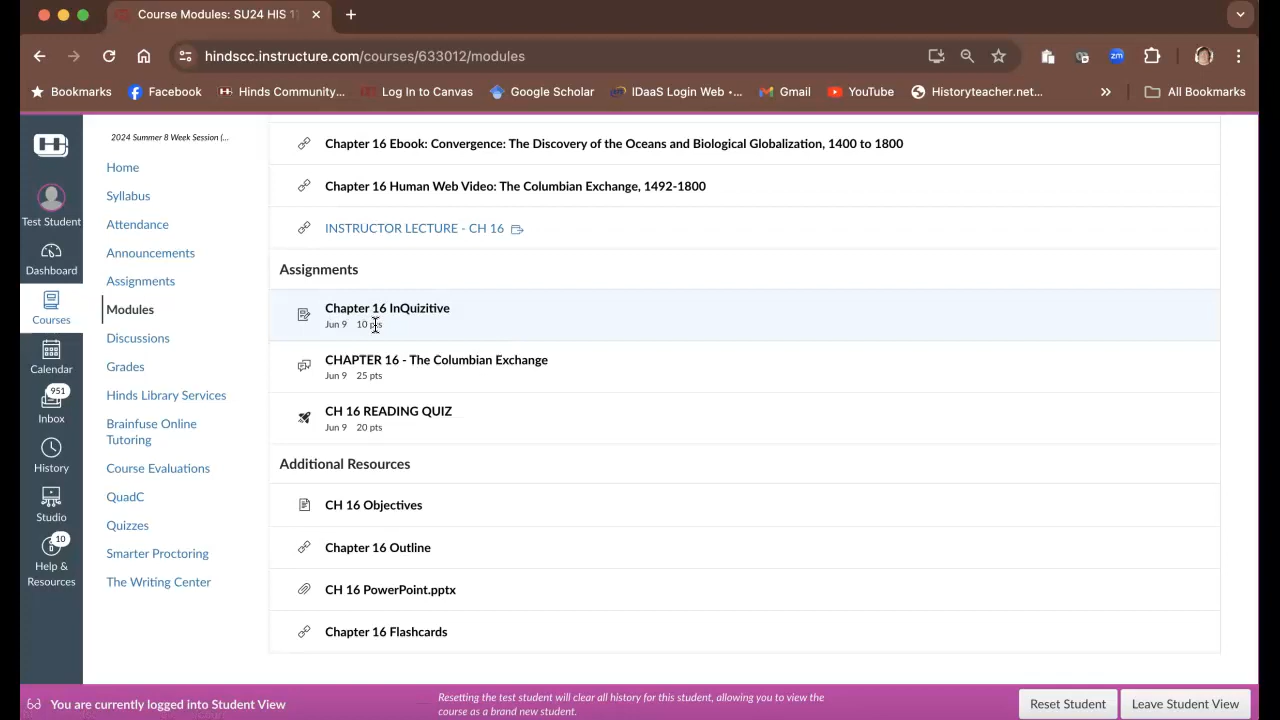 Course Modules: SU24 HIS 1
hindscc.instructure.com/courses/633012/modules
zm
Bookmarks
Facebook
Hinds Community...
Log In to Canvas
Google Scholar
IDaaS Login Web •...
Gmail
YouTube
Historyteacher.net...
All Bookmarks
H
Test Student
Dashboard
Courses
Calendar
951
Inbox
History
Studio
10
Help &
Resources
2024 Summer 8 Week Session (...
Home
Syllabus
Attendance
Announcements
Assignments
Modules
Discussions
Grades
Hinds Library Services
Brainfuse Online
Tutoring
Course Evaluations
QuadC
Quizzes
Smarter Proctoring
The Writing Center
Chapter 16 Ebook: Convergence: The Discovery of the Oceans and Biological Globalization, 1400 to 1800
Chapter 16 Human Web Video: The Columbian Exchange, 1492-1800
INSTRUCTOR LECTURE - CH 16
Assignments
Chapter 16 InQuizitive
Jun 9 10 pts
CHAPTER 16 - The Columbian Exchange
Jun 9 25 pts
CH 16 READING QUIZ
Jun 9 20 pts
Additional Resources
CH 16 Objectives
Chapter 16 Outline
CH 16 PowerPoint.pptx
Chapter 16 Flashcards
You are currently logged into Student View
Resetting the test student will clear all history for this student, allowing you to view the
course as a brand new student.
Reset Student
Leave Student View